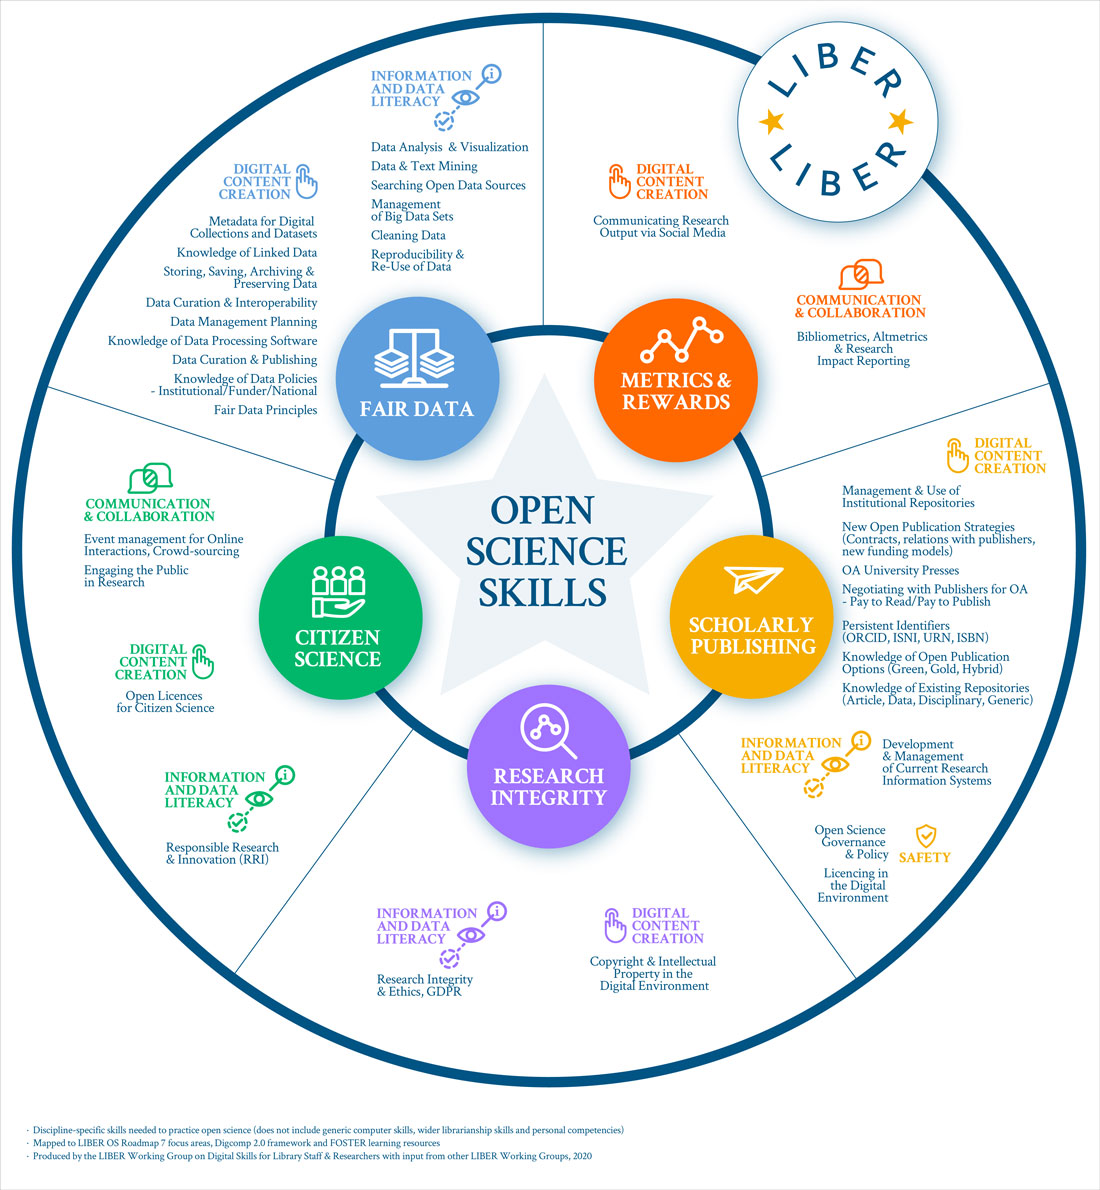 LIBER
LIBER
INFORMATION
AND DATA
LITERACY
Data Analysis & Visualization
Data & Text Mining
Searching Open Data Sources
Management
of Big Data Sets
Cleaning Data
Reproducibility &
Re-Use of Data
DIGITAL
CONTENT
CREATION
Metadata for Digital
Collections and Datasets
Knowledge of Linked Data
Storing, Saving, Archiving &
Preserving Data
Data Curation & Interoperability
Data Management Planning
Knowledge of Data Processing Software
Data Curation & Publishing
Knowledge of Data Policies
- Institutional/Funder/National
Fair Data Principles
FAIR DATA
DIGITAL
CONTENT
CREATION
Communicating Research
Output via Social Media
COMMUNICATION
& COLLABORATION
Bibliometrics, Altmetrics
& Research
Impact Reporting
METRICS &
REWARDS
OPEN
SCIENCE
SKILLS
DIGITAL
CONTENT
CREATION
Management & Use of
Institutional Repositories
New Open Publication Strategies
(Contracts, relations with publishers,
new funding models)
OA University Presses
Negotiating with Publishers for OA
- Pay to Read/Pay to Publish
Persistent Identifiers
(ORCID, ISNI, URN, ISBN)
Knowledge of Open Publication
Options (Green, Gold, Hybrid)
Knowledge of Existing Repositories
(Article, Data, Disciplinary, Generic)
SCHOLARLY
PUBLISHING
INFORMATION
AND DATA
LITERACY
Development
& Management
of Current Research
Information Systems
Open Science
Governance
& Policy
Licencing in
the Digital
Environment
SAFETY
COMMUNICATION
& COLLABORATION
Event management for Online
Interactions, Crowd-sourcing
Engaging the Public
in Research
CITIZEN
SCIENCE
DIGITAL
CONTENT
CREATION
Open Licences
for Citizen Science
INFORMATION
AND DATA
LITERACY
Responsible Research
& Innovation (RRI)
RESEARCH
INTEGRITY
INFORMATION
AND DATA
LITERACY
Research Integrity
& Ethics, GDPR
DIGITAL
CONTENT
CREATION
Copyright & Intellectual
Property in the
Digital Environment
· Discipline-specific skills needed to practice open science (does not include generic computer skills, wider librarianship skills and personal competencies)
· Mapped to LIBER OS Roadmap 7 focus areas, Digcomp 2.0 framework and FOSTER learning resources
· Produced by the LIBER Working Group on Digital Skills for Library Staff & Researchers with input from other LIBER Working Groups, 2020